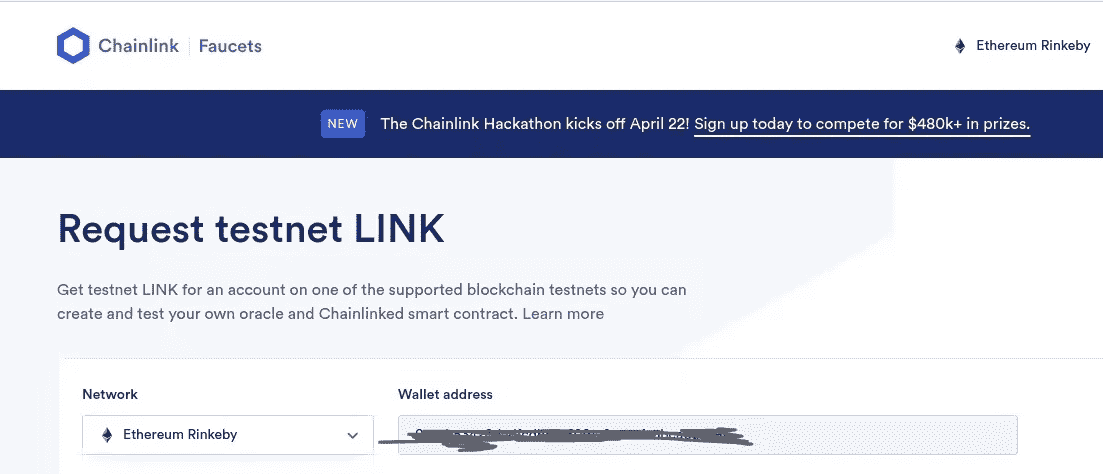 Chainlink | Faucets
Ethereum Rinkeby
NEW The Chainlink Hackathon kicks off April 22! Sign up today to compete for $480k+ in prizes.
Request testnet LINK
Get testnet LINK for an account on one of the supported blockchain testnets so you can
create and test your own oracle and Chainlinked smart contract. Learn more
Network
Wallet address
Ethereum Rinkeby